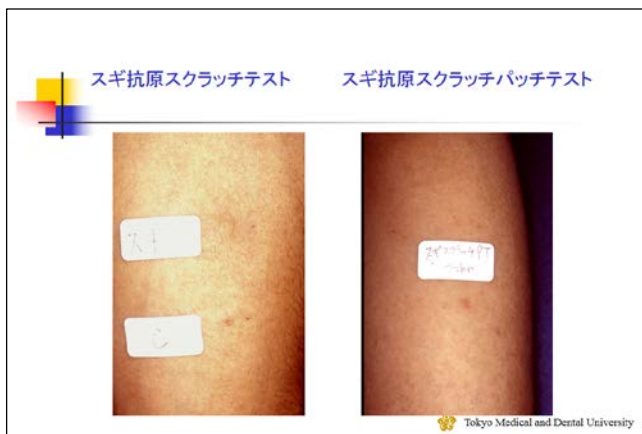 スギ抗原スクラッチテスト
スギ抗原スクラッチパッチテスト
スギ
C
Tokyo Medical and Dental University